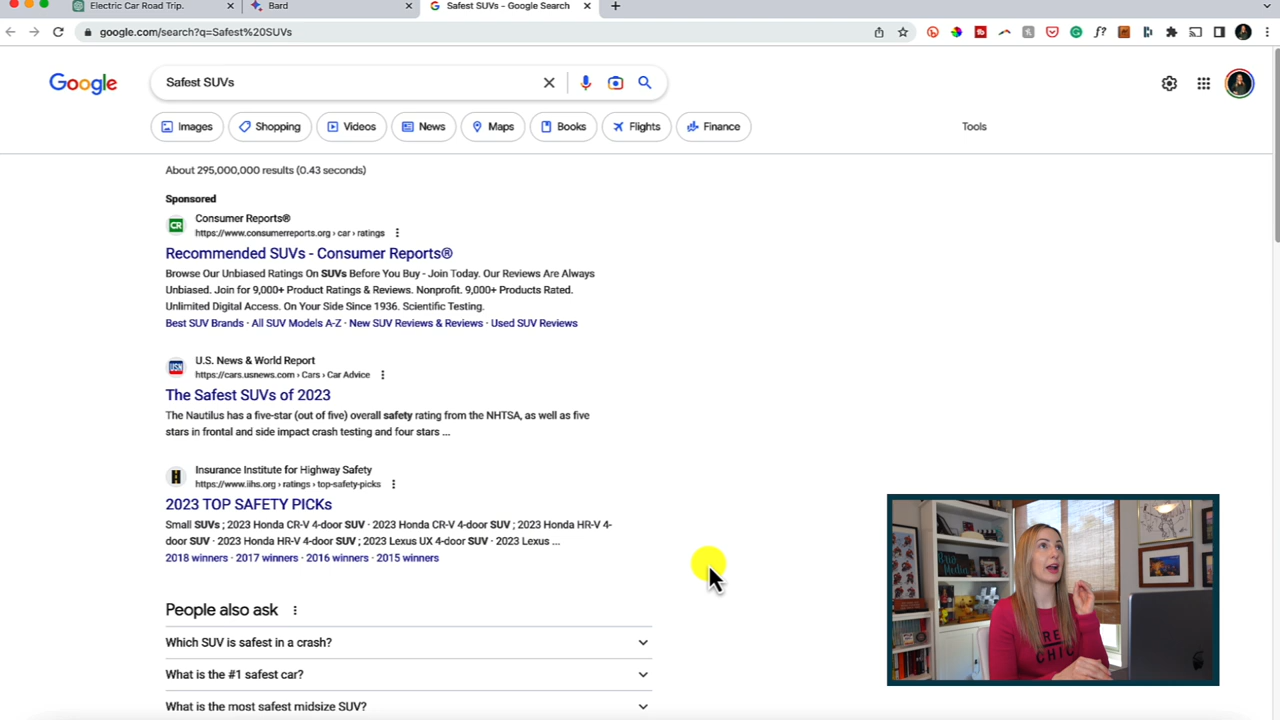 Electric Car Road Trip.
Bard
Safest SUVs - Google Search
google.com/search?q=Safest%20SUVs
Google
Safest SUVs
Images
Shopping
Videos
News
Maps
Books
Flights
Finance
Tools
About 295,000,000 results (0.43 seconds)
Sponsored
CR
Consumer Reports®
https://www.consumerreports.org › car › ratings
Recommended SUVs - Consumer Reports®
Browse Our Unbiased Ratings On SUVs Before You Buy - Join Today. Our Reviews Are Always
Unbiased. Join for 9,000+ Product Ratings & Reviews. Nonprofit. 9,000+ Products Rated.
Unlimited Digital Access. On Your Side Since 1936. Scientific Testing.
Best SUV Brands · All SUV Models A-Z · New SUV Reviews & Reviews · Used SUV Reviews
USN
U.S. News & World Report
https://cars.usnews.com › Cars › Car Advice
The Safest SUVs of 2023
The Nautilus has a five-star (out of five) overall safety rating from the NHTSA, as well as five
stars in frontal and side impact crash testing and four stars ...
Insurance Institute for Highway Safety
https://www.iihs.org › ratings › top-safety-picks
2023 TOP SAFETY PICKs
Small SUVs ; 2023 Honda CR-V 4-door SUV · 2023 Honda CR-V 4-door SUV ; 2023 Honda HR-V 4-
door SUV · 2023 Honda HR-V 4-door SUV ; 2023 Lexus UX 4-door SUV · 2023 Lexus ...
2018 winners · 2017 winners · 2016 winners · 2015 winners
People also ask
Which SUV is safest in a crash?
What is the #1 safest car?
What is the most safest midsize SUV?